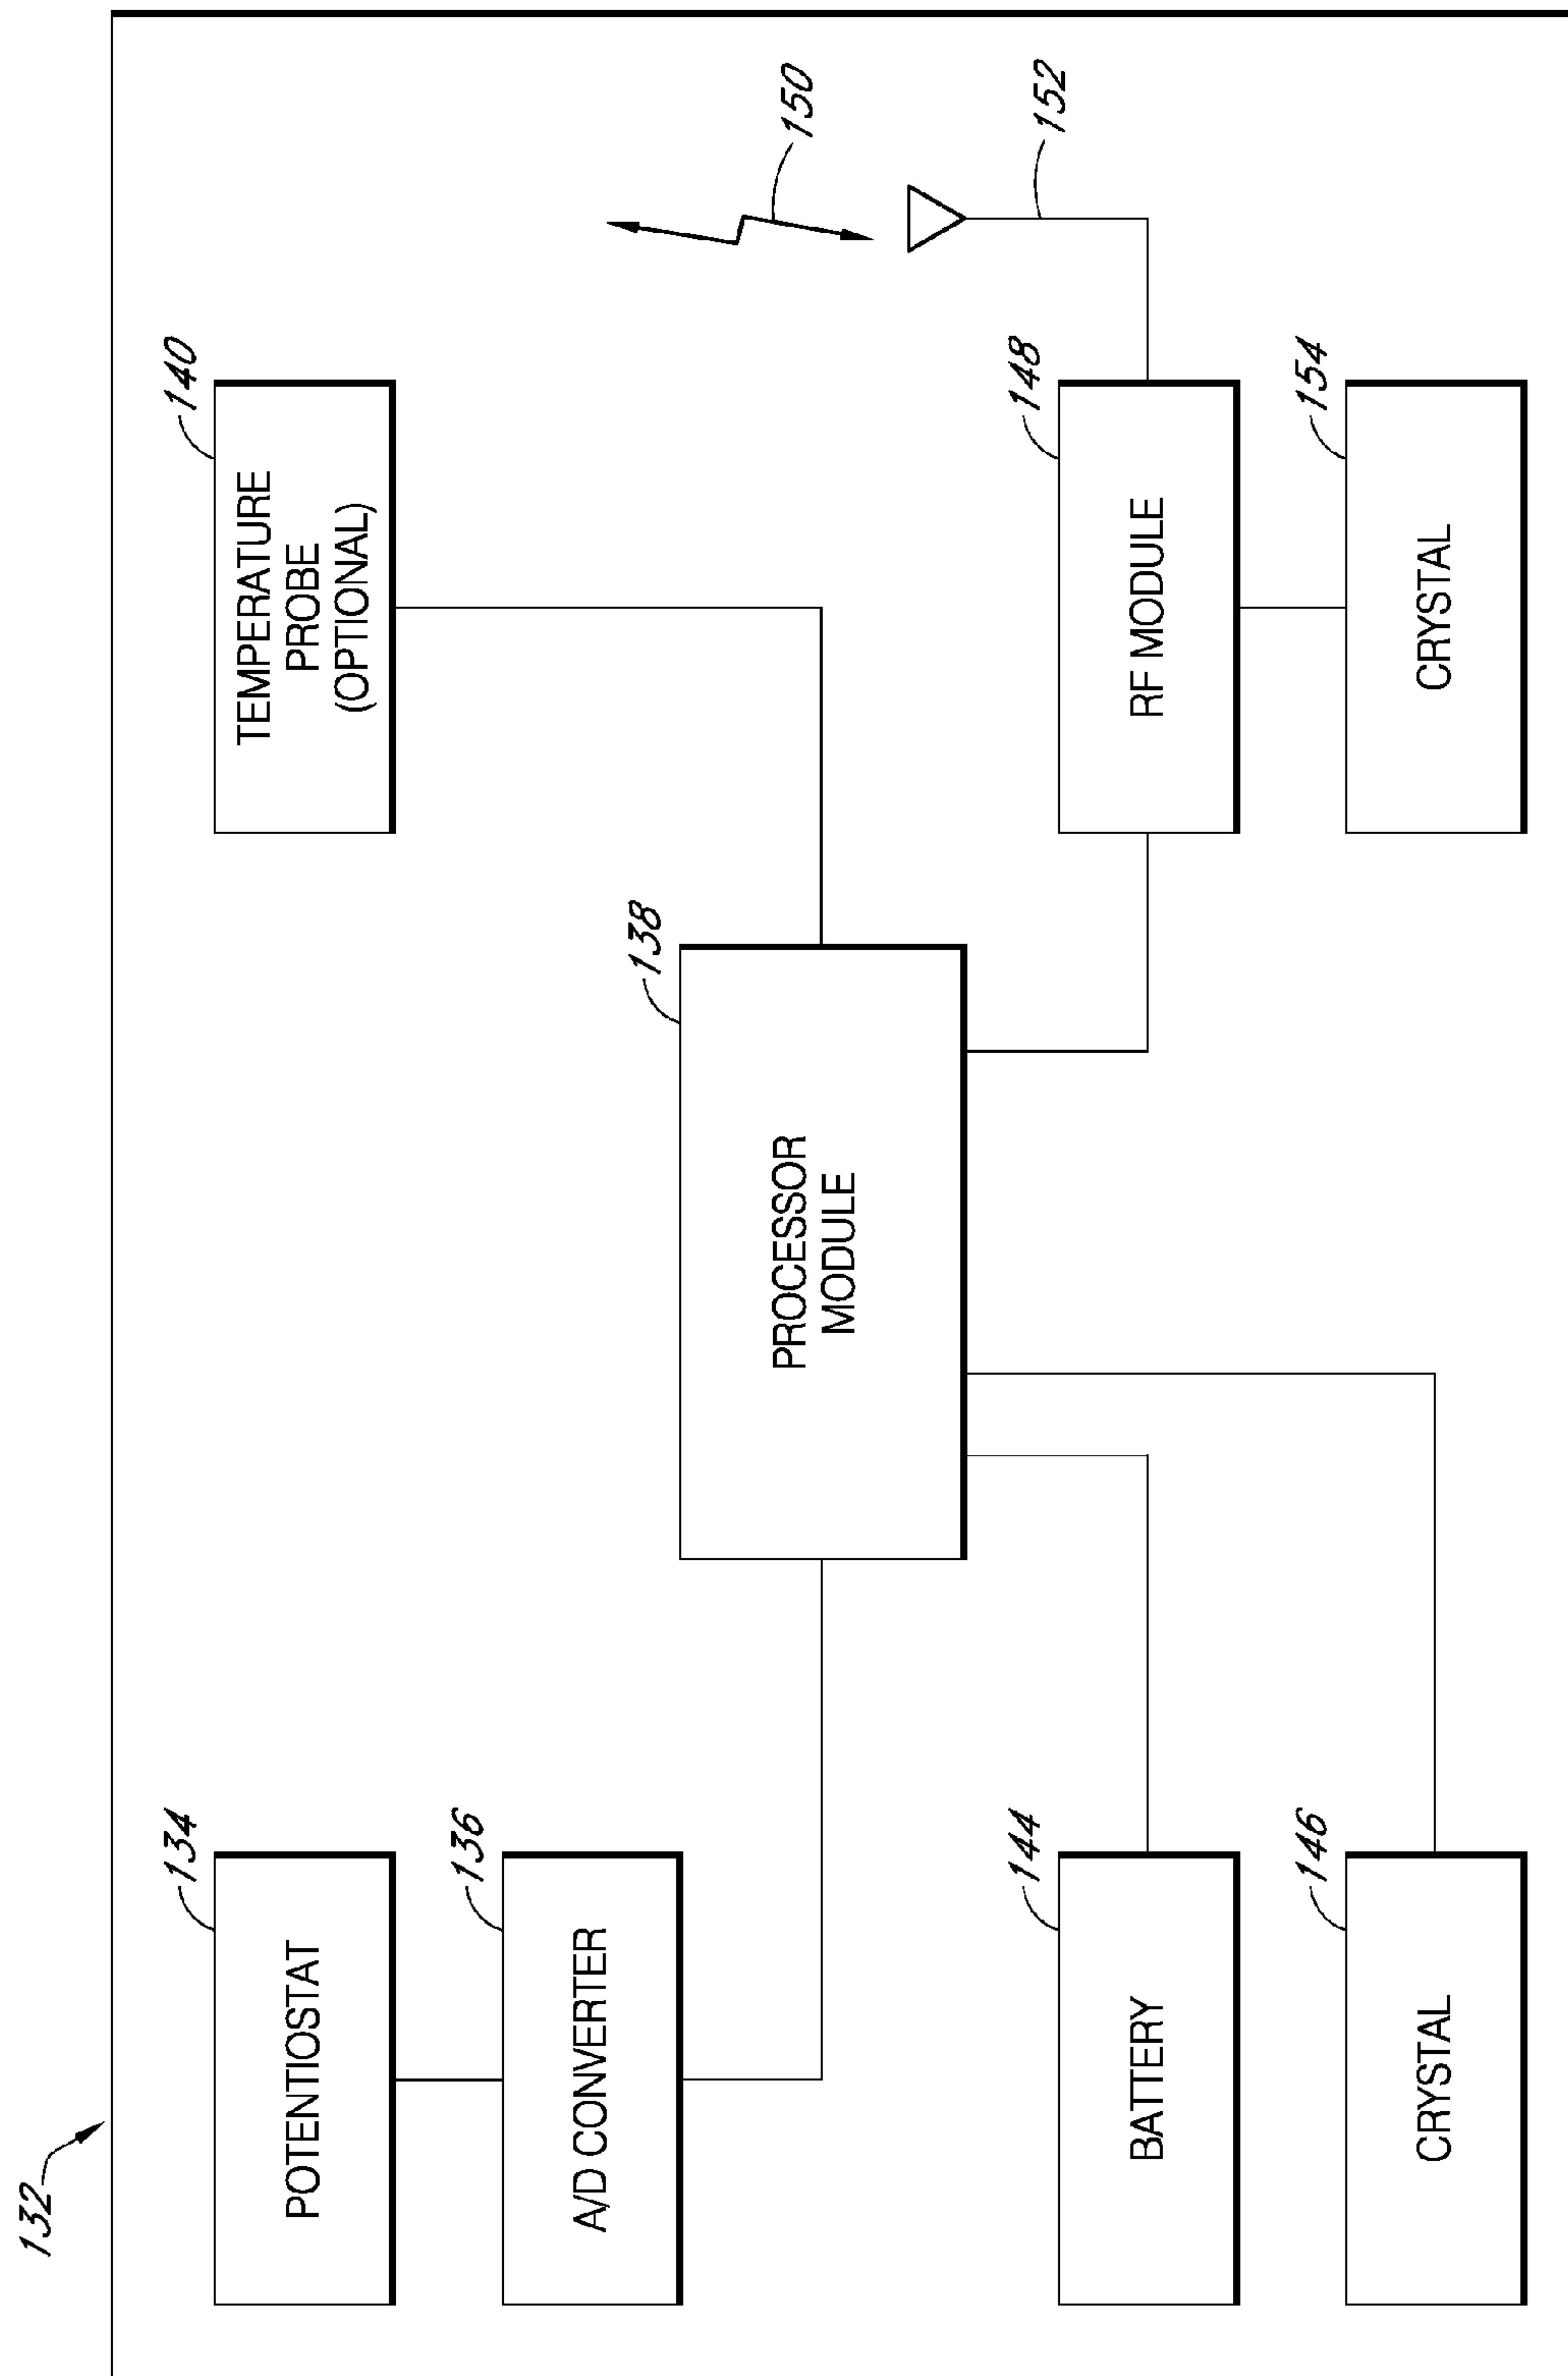 132
134
POTENTIOSTAT
136
A/D CONVERTER
138
PROCESSOR
MODULE
140
TEMPERATURE
PROBE
(OPTIONAL)
150
152
144
BATTERY
146
CRYSTAL
148
RF MODULE
154
CRYSTAL